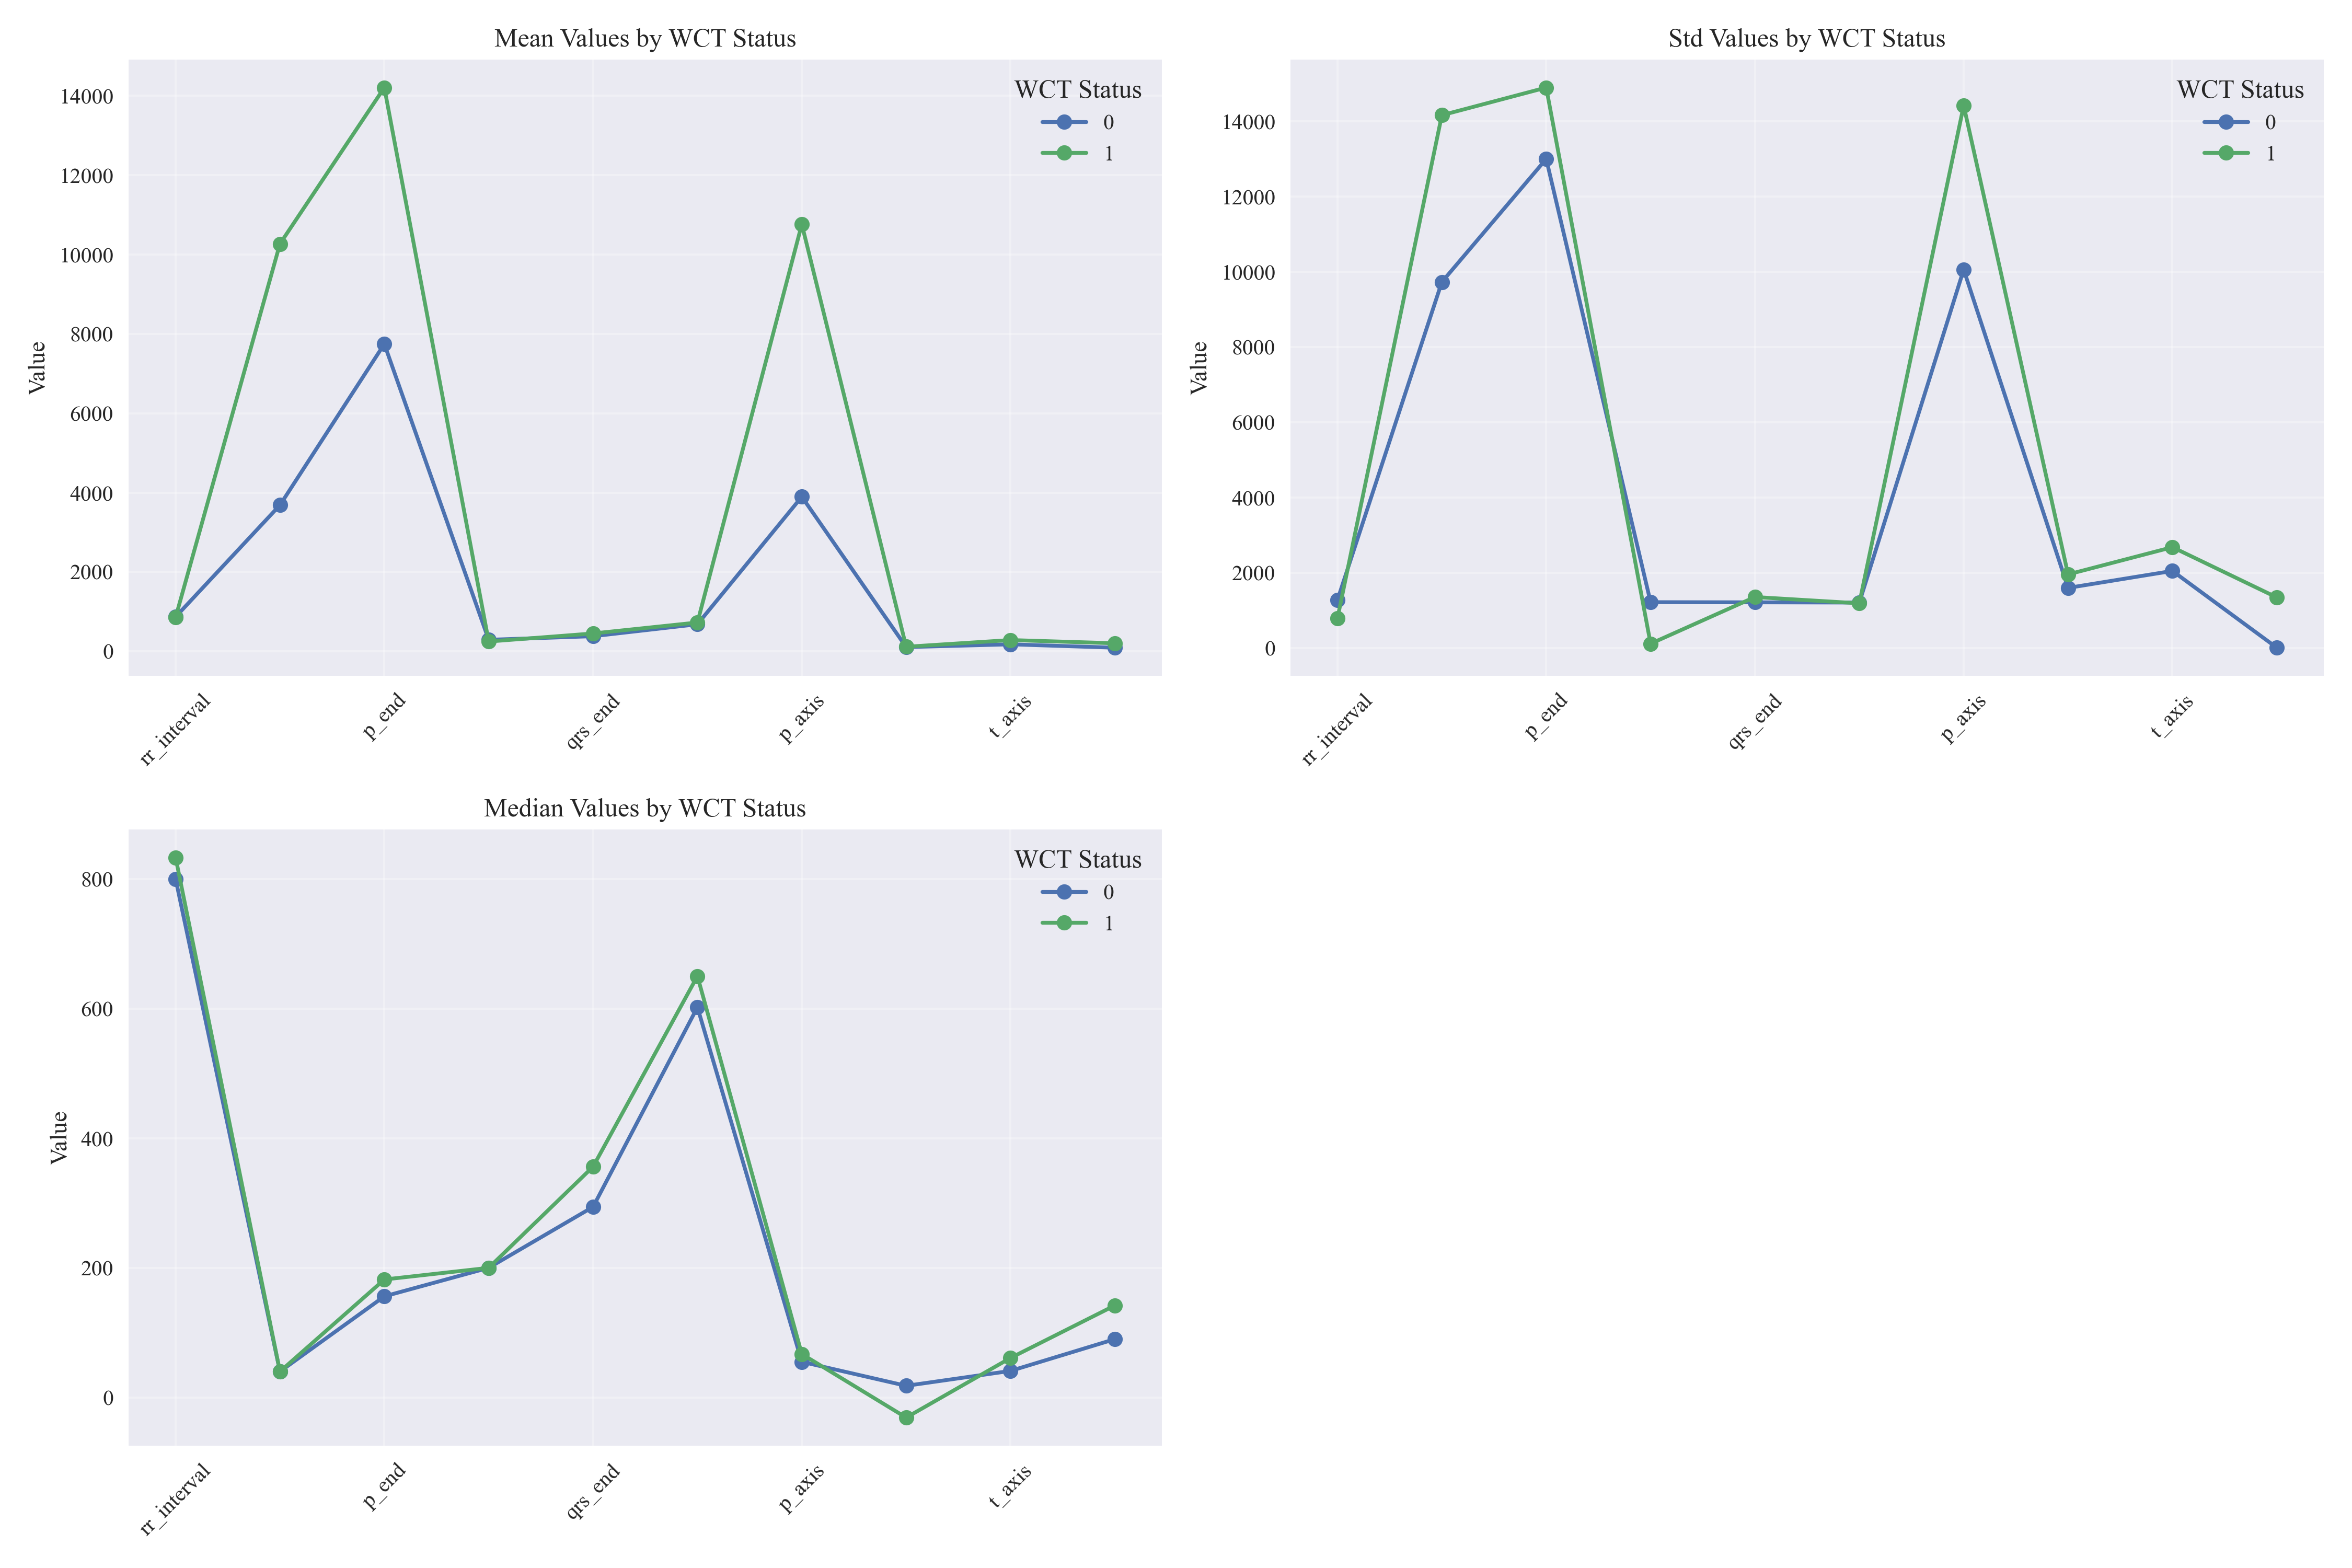 Mean Values by WCT Status
Value
14000
12000
10000
8000
6000
4000
2000
0
WCT Status
0
1
rr_interval
p_end
qrs_end
p_axis
t_axis
Std Values by WCT Status
Value
14000
12000
10000
8000
6000
4000
2000
0
WCT Status
0
1
rr_interval
p_end
qrs_end
p_axis
t_axis
Median Values by WCT Status
Value
800
600
400
200
0
WCT Status
0
1
rr_interval
p_end
qrs_end
p_axis
t_axis